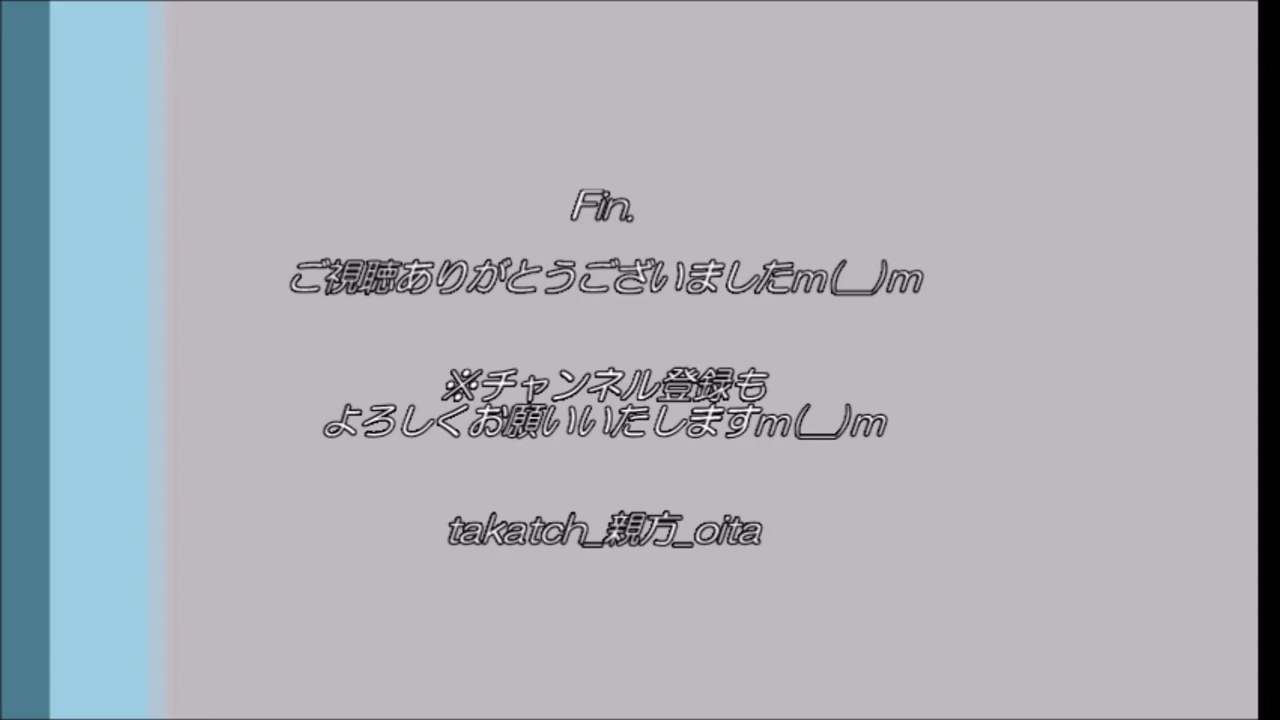 Fin.
ご視聴ありがとうございましたm(__)m
※チャンネル登録も
よろしくお願いいたしますm(__)m
takatch_親方_oita